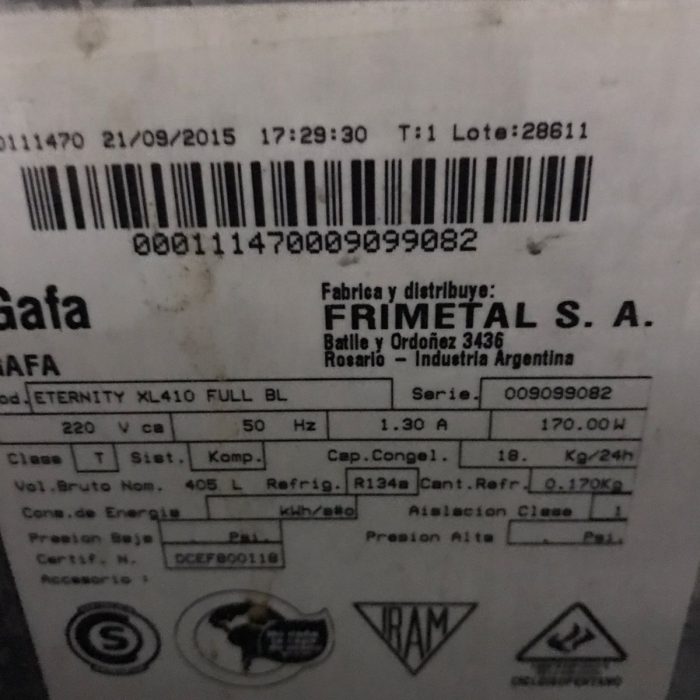 0111470 21/09/2015 17:29:30 T:1 Lote:28611
000111470009099082
Gafa
Fabrica y distribuye:
FRIMETAL S. A.
Batlle y Ordoñez 3436
Rosario – Industria Argentina
GAFA
od. ETERNITY XL410 FULL BL Serie. 009099082
220 V ca 50 Hz 1.30 A 170.00W
Clase T Sist. Komp. Cap.Congel. 18. Kg/24h
Vol.Bruto Nom. 405 L Refrig. R134a Cant.Refr. 0.170Kg
Cons.de Energia kWh/año Aislacion Clase 1
Presion Baja Psi. Presion Alta Psi.
Certif. N. DCEF800118
Accesorio :
S IRAM